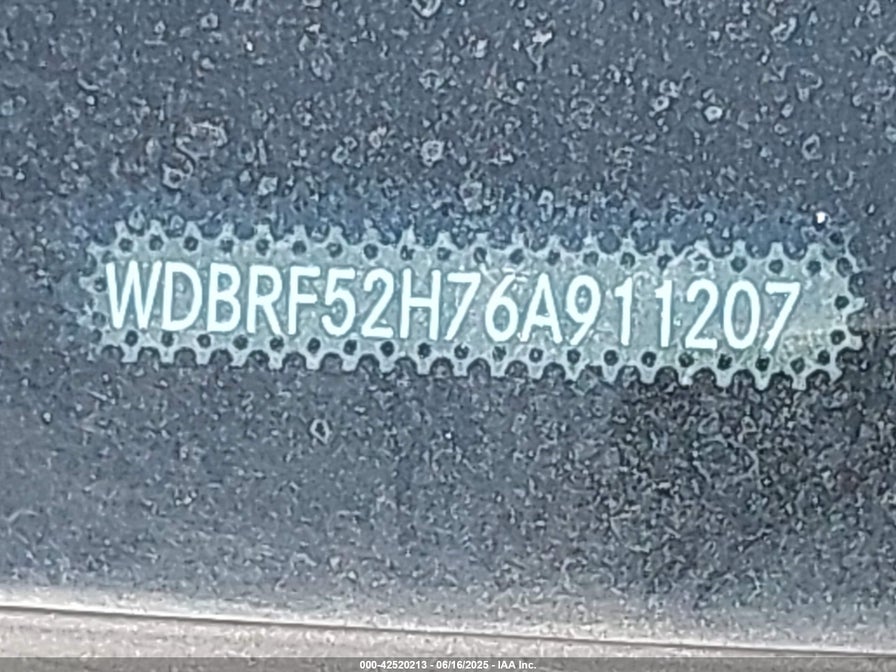 WDBRF52H76A911207
000-42520213 - 06/16/2025 - IAA Inc.